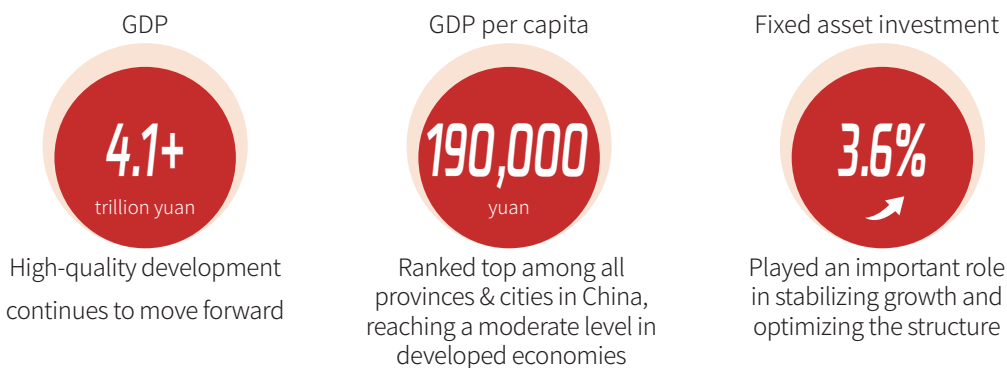 GDP
4.1+
trillion yuan
High-quality development
continues to move forward
GDP per capita
190,000
yuan
Ranked top among all
provinces & cities in China,
reaching a moderate level in
developed economies
Fixed asset investment
3.6%
Played an important role
in stabilizing growth and
optimizing the structure